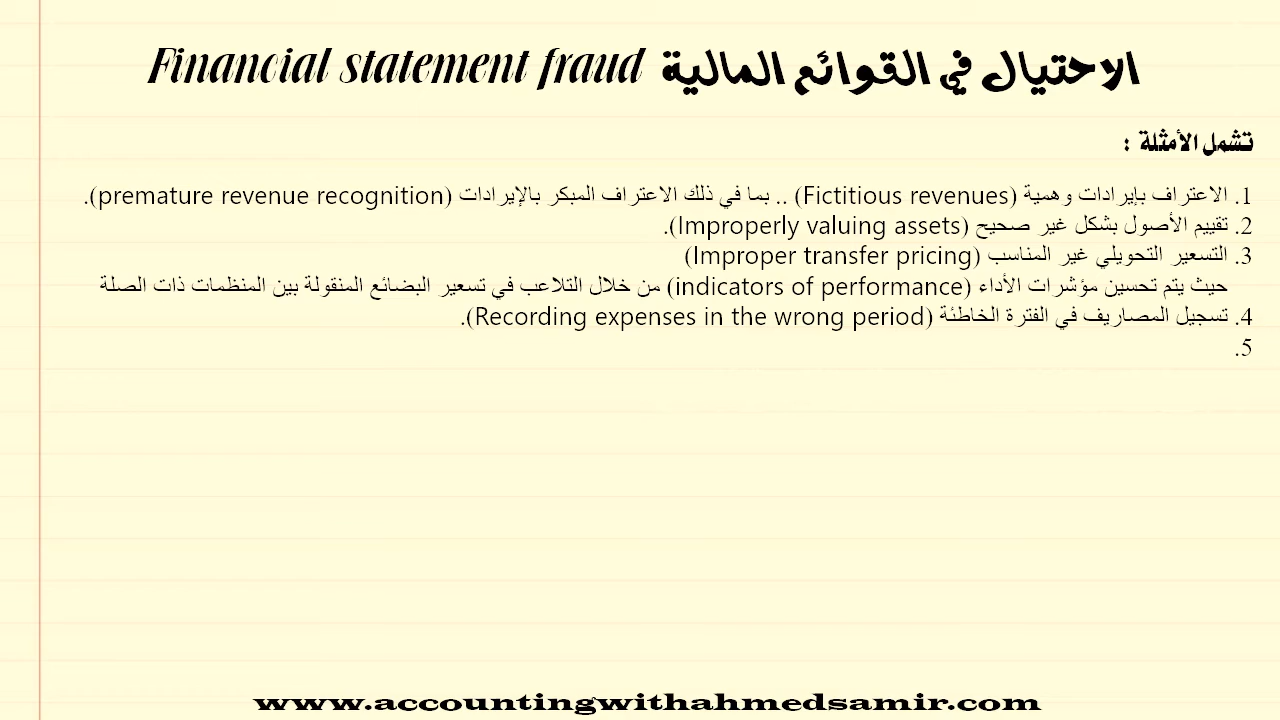 الاحتيال في القوائع المالية Financial statement fraud
تشمل الأمثلة :
1. الاعتراف بإيرادات وهمية (Fictitious revenues) .. بما في ذلك الاعتراف المبكر بالإيرادات (premature revenue recognition).
2. تقييم الأصول بشكل غير صحيح (Improperly valuing assets).
3. التسعير التحويلي غير المناسب (Improper transfer pricing)
حيث يتم تحسين مؤشرات الأداء (indicators of performance) من خلال التلاعب في تسعير البضائع المنقولة بين المنظمات ذات الصلة
4. تسجيل المصاريف في الفترة الخاطئة (Recording expenses in the wrong period).
5.
www.accountingwithahmedsamir.com